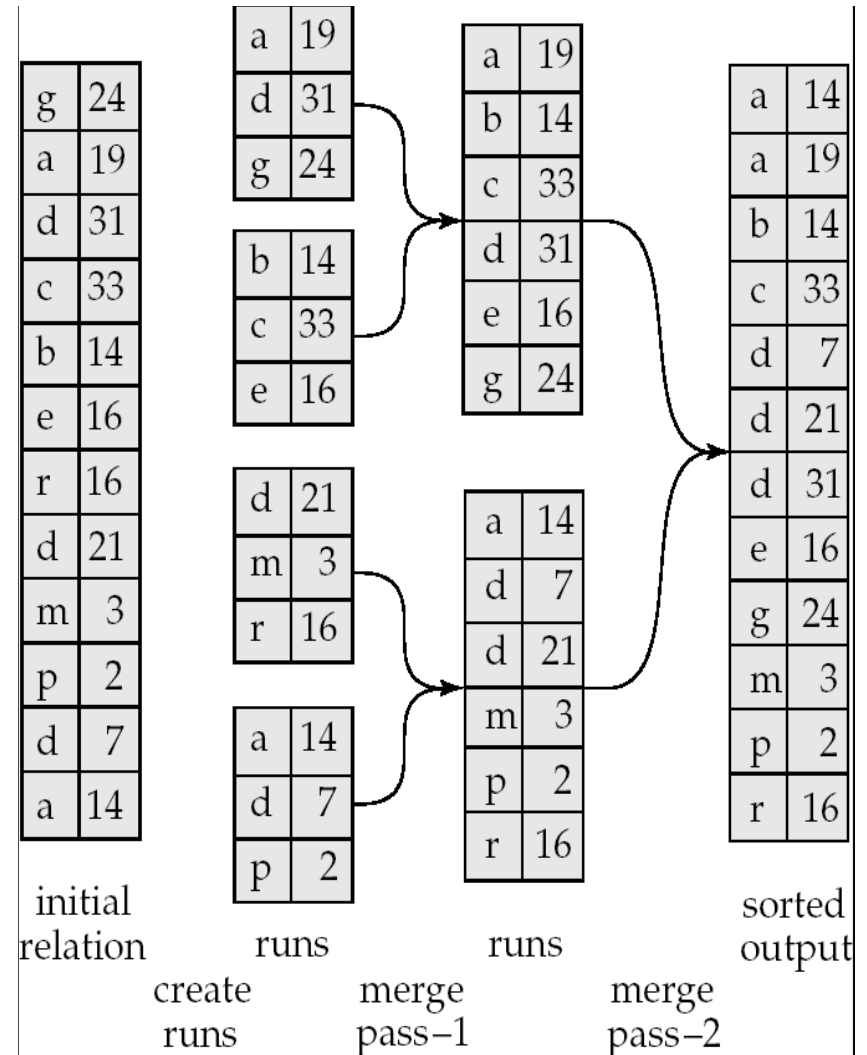 g 24
a 19
d 31
c 33
b 14
e 16
r 16
d 21
m 3
p 2
d 7
a 14
initial
relation
a 19
d 31
g 24
b 14
c 33
e 16
d 21
m 3
r 16
a 14
d 7
p 2
runs
a 19
b 14
c 33
d 31
e 16
g 24
a 14
d 7
d 21
m 3
p 2
r 16
runs
a 14
a 19
b 14
c 33
d 7
d 21
d 31
e 16
g 24
m 3
p 2
r 16
sorted
output
create
runs
merge
pass–1
merge
pass–2